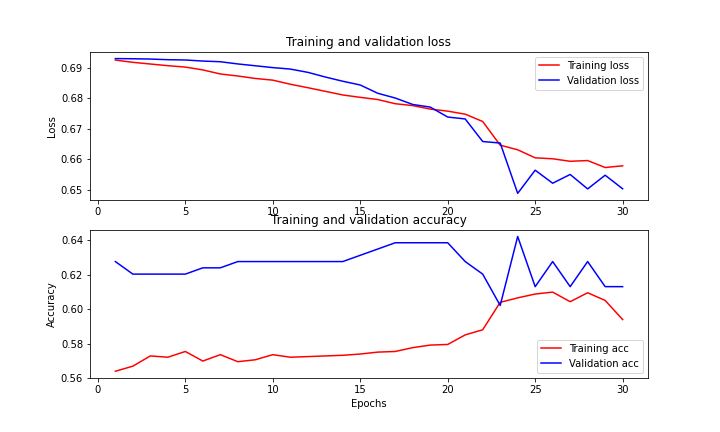 Training and validation loss
Loss
0.69
0.68
0.67
0.66
0.65
Training loss
Validation loss
0 5 10 15 20 25 30
Training and validation accuracy
Accuracy
0.64
0.62
0.60
0.58
0.56
Training acc
Validation acc
0 5 10 15 20 25 30
Epochs